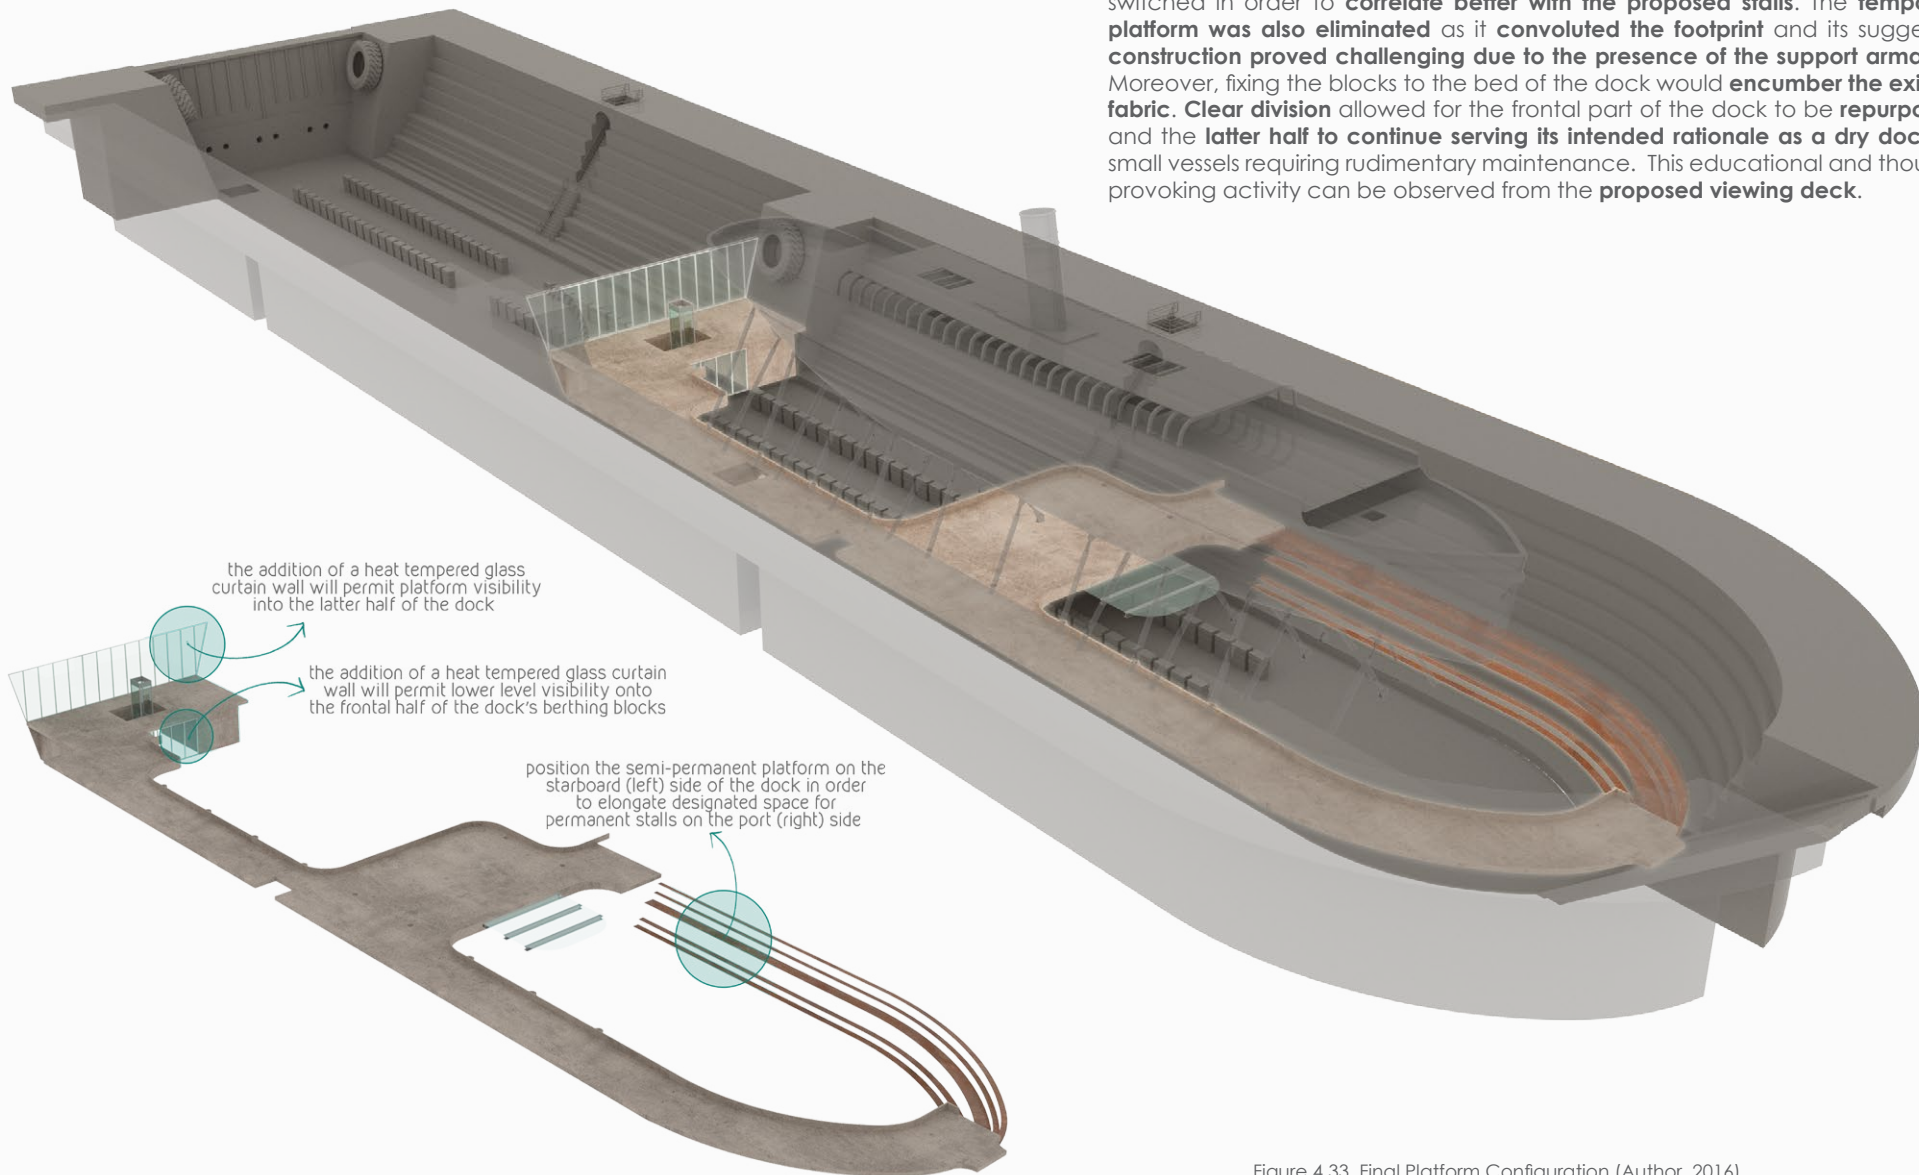 switched in order to correlate better with the proposed stalls. The
platform was also eliminated as it convoluted the footprint and its
construction proved challenging due to the presence of the support
Moreover, fixing the blocks to the bed of the dock would encumber the
fabric. Clear division allowed for the frontal part of the dock to be
and the latter half to continue serving its intended rationale as a dry
small vessels requiring rudimentary maintenance. This educational and
provoking activity can be observed from the proposed viewing deck.
the addition of a heat tempered glass
curtain wall will permit platform visibility
into the latter half of the dock
the addition of a heat tempered glass curtain
wall will permit lower level visibility onto
the frontal half of the dock's berthing blocks
position the semi-permanent platform on the
starboard (left) side of the dock in order
to elongate designated space for
permanent stalls on the port (right) side
Figure 4.33 Final Platform Configuration (Author, 2016)